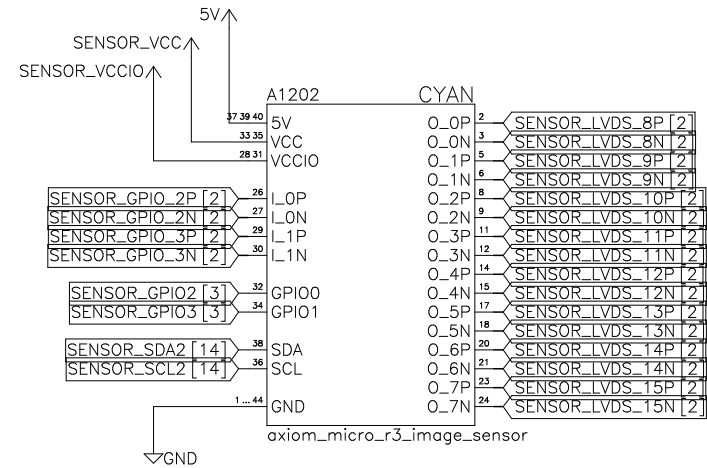 5V
SENSOR_VCC
SENSOR_VCCIO
A1202 CYAN
37 39 40 5V O_0P 2 SENSOR_LVDS_8P [2]
33 35 VCC O_0N 3 SENSOR_LVDS_8N [2]
28 31 VCCIO O_1P 5 SENSOR_LVDS_9P [2]
O_1N 6 SENSOR_LVDS_9N [2]
SENSOR_GPIO_2P [2] 26 I_0P O_2P 8 SENSOR_LVDS_10P [2]
SENSOR_GPIO_2N [2] 27 I_0N O_2N 9 SENSOR_LVDS_10N [2]
SENSOR_GPIO_3P [2] 29 I_1P O_3P 11 SENSOR_LVDS_11P [2]
SENSOR_GPIO_3N [2] 30 I_1N O_3N 12 SENSOR_LVDS_11N [2]
O_4P 14 SENSOR_LVDS_12P [2]
SENSOR_GPIO2 [3] 32 GPIO0 O_4N 15 SENSOR_LVDS_12N [2]
SENSOR_GPIO3 [3] 34 GPIO1 O_5P 17 SENSOR_LVDS_13P [2]
O_5N 18 SENSOR_LVDS_13N [2]
SENSOR_SDA2 [14] 38 SDA O_6P 20 SENSOR_LVDS_14P [2]
SENSOR_SCL2 [14] 36 SCL O_6N 21 SENSOR_LVDS_14N [2]
O_7P 23 SENSOR_LVDS_15P [2]
1 ... 44 GND O_7N 24 SENSOR_LVDS_15N [2]
axiom_micro_r3_image_sensor
GND